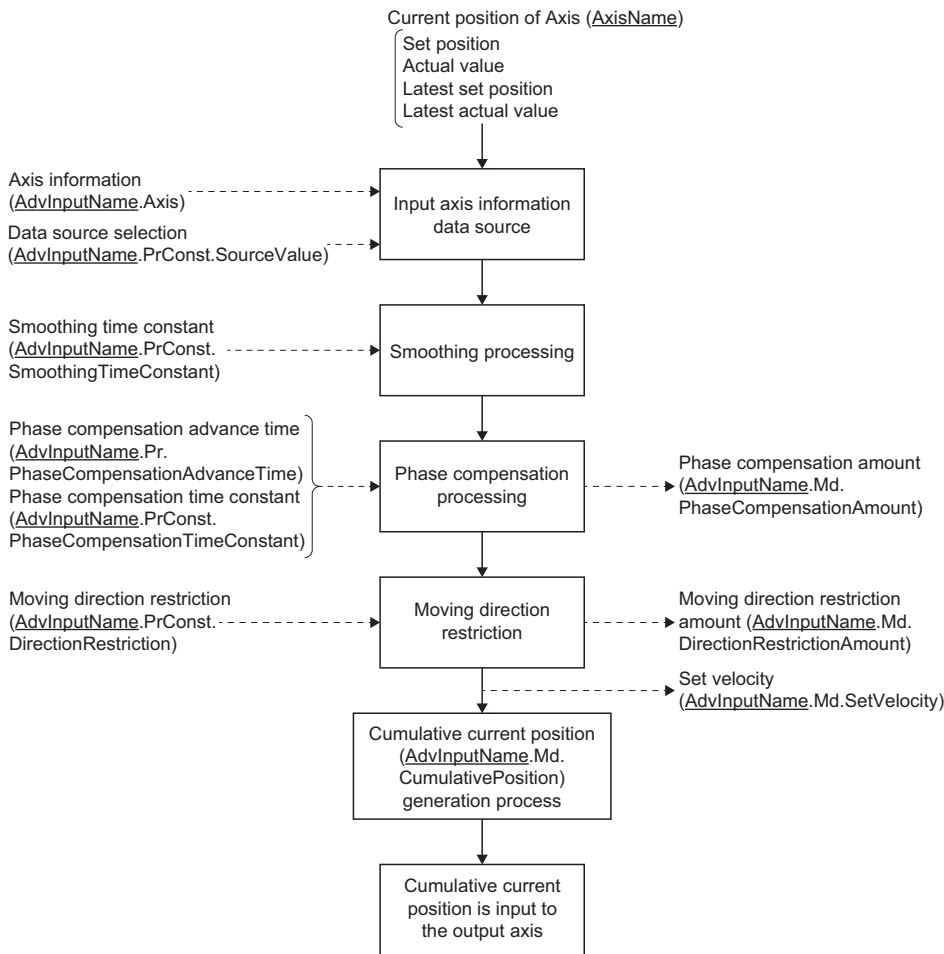 Current position of Axis (AxisName)
Set position
Actual value
Latest set position
Latest actual value
Axis information
(AdvInputName.Axis)
Data source selection
(AdvInputName.PrConst.SourceValue)
Input axis information
data source
Smoothing time constant
(AdvInputName.PrConst.
SmoothingTimeConstant)
Smoothing processing
Phase compensation advance time
(AdvInputName.Pr.
PhaseCompensationAdvanceTime)
Phase compensation time constant
(AdvInputName.PrConst.
PhaseCompensationTimeConstant)
Phase compensation
processing
Phase compensation amount
(AdvInputName.Md.
PhaseCompensationAmount)
Moving direction restriction
(AdvInputName.PrConst.
DirectionRestriction)
Moving direction
restriction
Moving direction restriction
amount (AdvInputName.Md.
DirectionRestrictionAmount)
Set velocity
(AdvInputName.Md.SetVelocity)
Cumulative current position
(AdvInputName.Md.
CumulativePosition)
generation process
Cumulative current
position is input to
the output axis